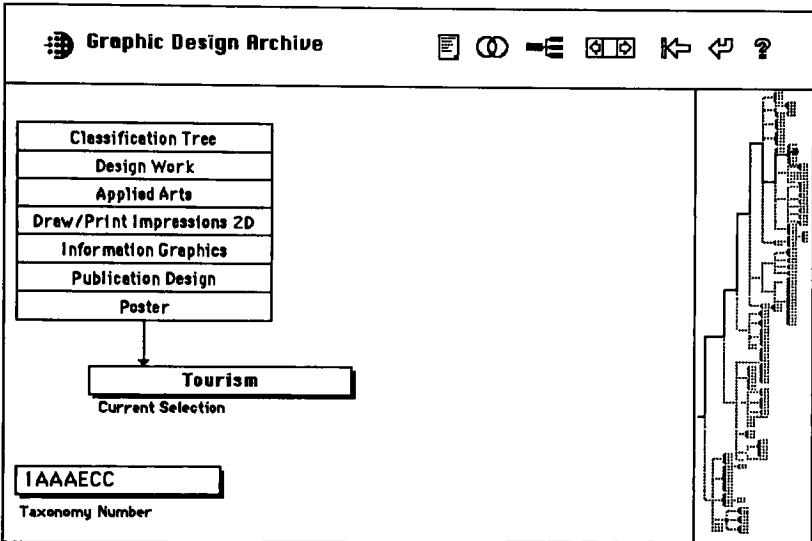 Graphic Design Archive
?
Classification Tree
Design Work
Applied Arts
Draw/Print Impressions 2D
Information Graphics
Publication Design
Poster
Tourism
Current Selection
1AAAECC
Taxonomy Number